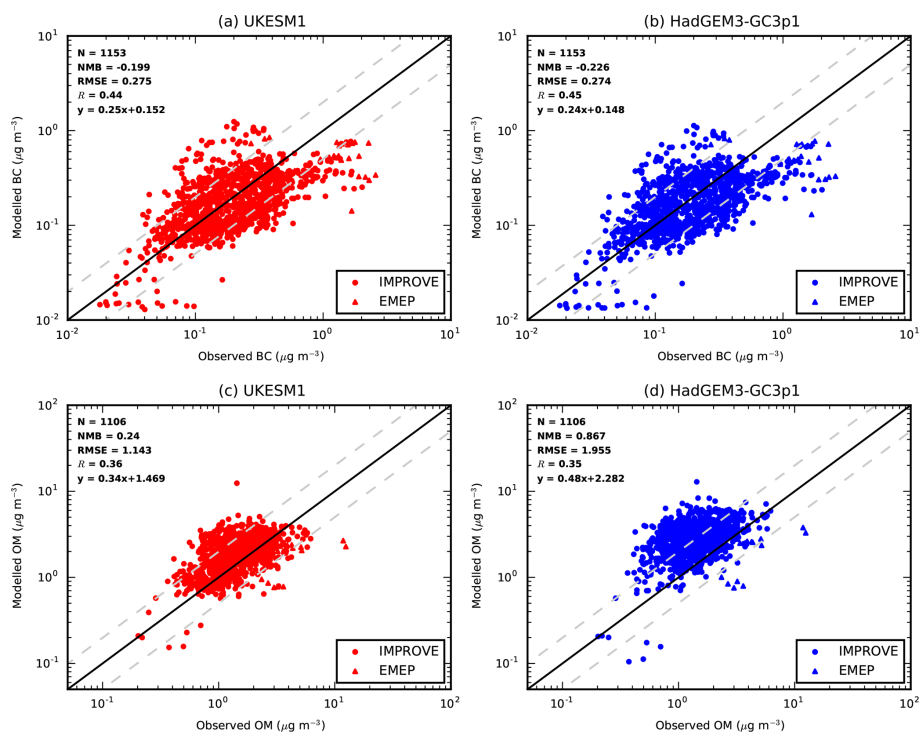 (a) UKESM1
N = 1153
NMB = -0.199
RMSE = 0.275
R = 0.44
y = 0.25x+0.152
10¹
10⁰
10⁻¹
10⁻²
Modelled BC (μg m⁻³)
IMPROVE
EMEP
10⁻²
10⁻¹
10⁰
10¹
Observed BC (μg m⁻³)
(b) HadGEM3-GC3p1
N = 1153
NMB = -0.226
RMSE = 0.274
R = 0.45
y = 0.24x+0.148
10¹
10⁰
10⁻¹
10⁻²
Modelled BC (μg m⁻³)
IMPROVE
EMEP
10⁻²
10⁻¹
10⁰
10¹
Observed BC (μg m⁻³)
(c) UKESM1
N = 1106
NMB = 0.24
RMSE = 1.143
R = 0.36
y = 0.34x+1.469
10²
10¹
10⁰
10⁻¹
Modelled OM (μg m⁻³)
IMPROVE
EMEP
10⁻¹
10⁰
10¹
10²
Observed OM (μg m⁻³)
(d) HadGEM3-GC3p1
N = 1106
NMB = 0.867
RMSE = 1.955
R = 0.35
y = 0.48x+2.282
10²
10¹
10⁰
10⁻¹
Modelled OM (μg m⁻³)
IMPROVE
EMEP
10⁻¹
10⁰
10¹
10²
Observed OM (μg m⁻³)